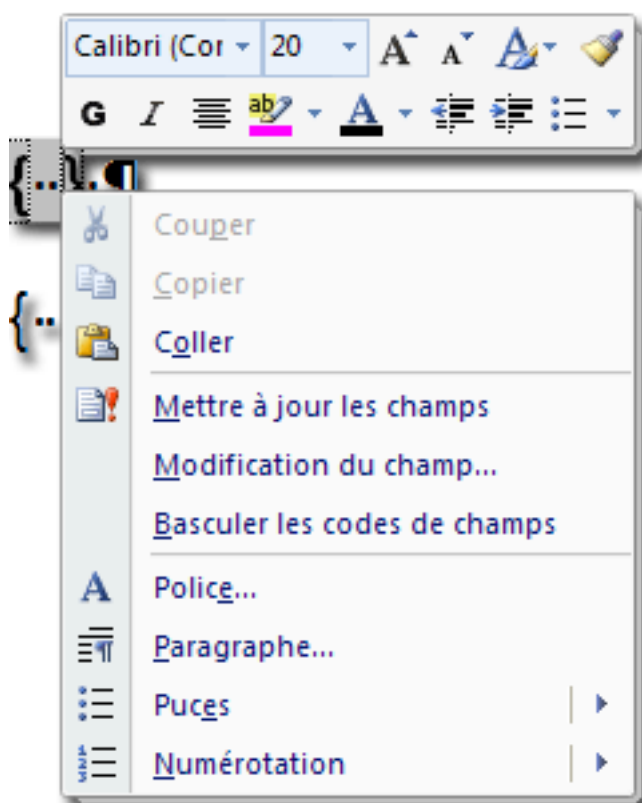 Calibri (Cor 20 A A A
G I ab A
{··}·¶
{··
Couper
Copier
Coller
Mettre à jour les champs
Modification du champ...
Basculer les codes de champs
Police...
Paragraphe...
Puces
Numérotation